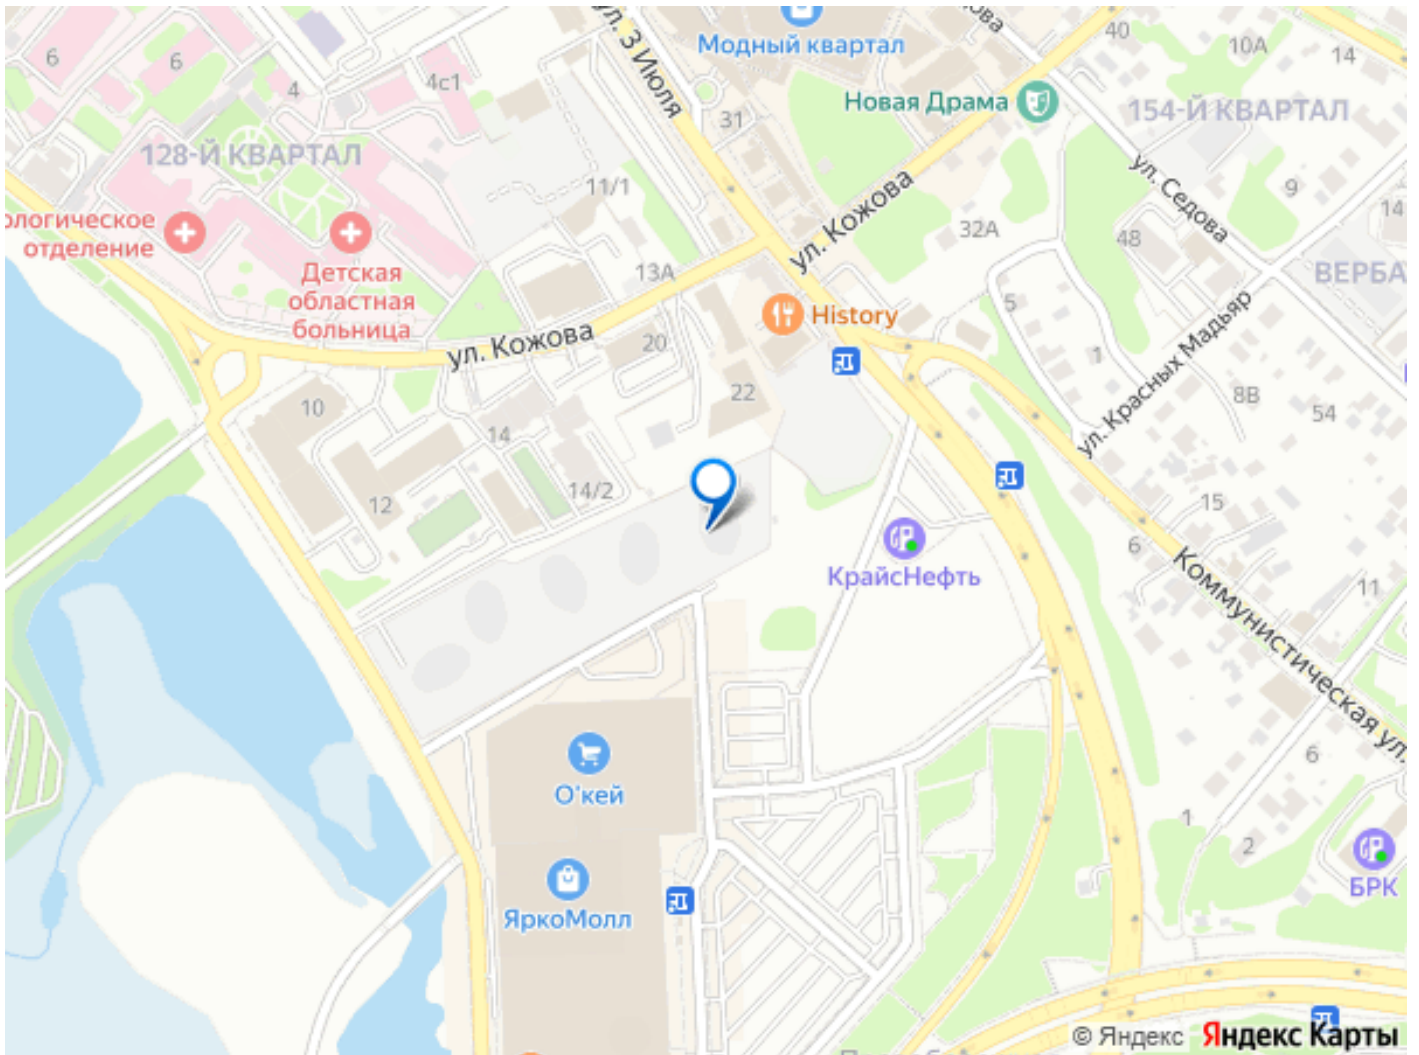 6
6
4
4с1
128-Й КВАРТАЛ
ологическое
отделение
Детская
областная
больница
ул. 3 Июля
Модный квартал
31
11/1
13А
Новая Драма
40
10А
14
154-Й КВАРТАЛ
ул. Седова
9
14
ул. Кожова
32А
48
ВЕРБА
5
1
ул. Красных Мадьяр
8В
54
History
ул. Кожова
20
22
10
14
12
14/2
КрайсНефть
15
6
Коммунистическая ул.
11
6
1
2
БРК
О'кей
ЯркоМолл
© Яндекс Яндекс Карты